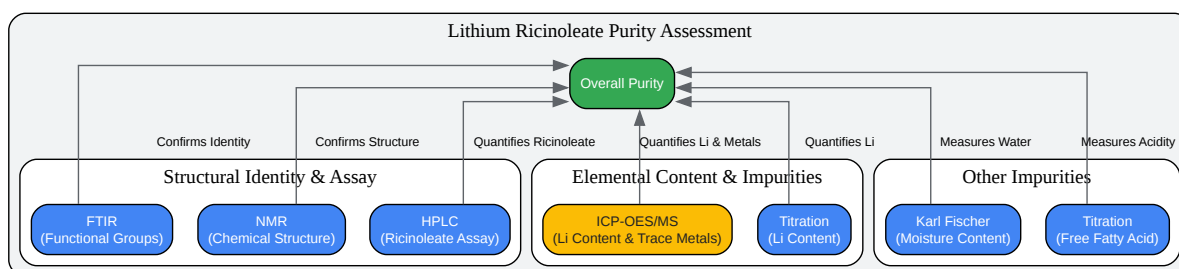 Lithium Ricinoleate Purity Assessment
Overall Purity
Confirms Identity
Confirms Structure
Quantifies Ricinoleate
Quantifies Li & Metals
Quantifies Li
Measures Water
Measures Acidity
Structural Identity & Assay
Elemental Content & Impurities
Other Impurities
FTIR
(Functional Groups)
NMR
(Chemical Structure)
HPLC
(Ricinoleate Assay)
ICP-OES/MS
(Li Content & Trace Metals)
Titration
(Li Content)
Karl Fischer
(Moisture Content)
Titration
(Free Fatty Acid)